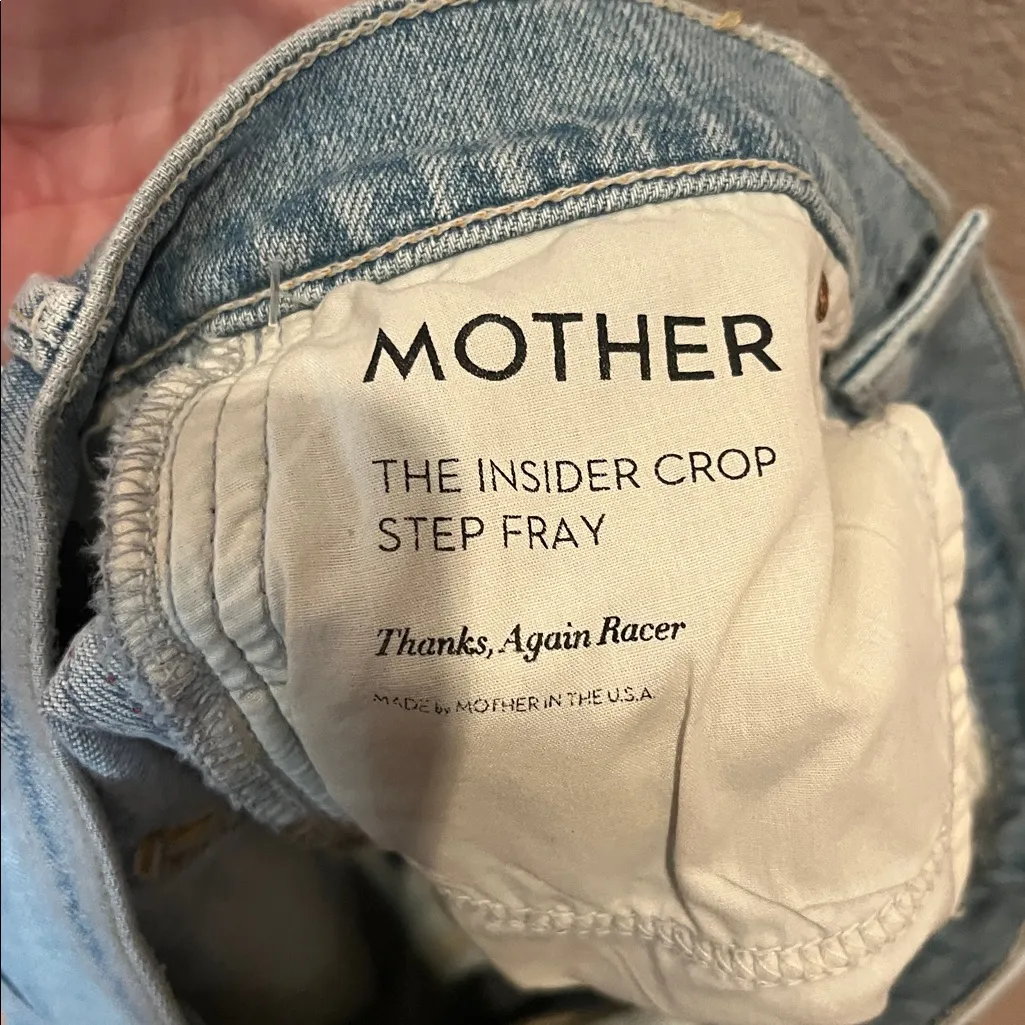 MOTHER
THE INSIDER CROP
STEP FRAY
Thanks, Again Racer
MADE by MOTHER IN THE U.S.A.